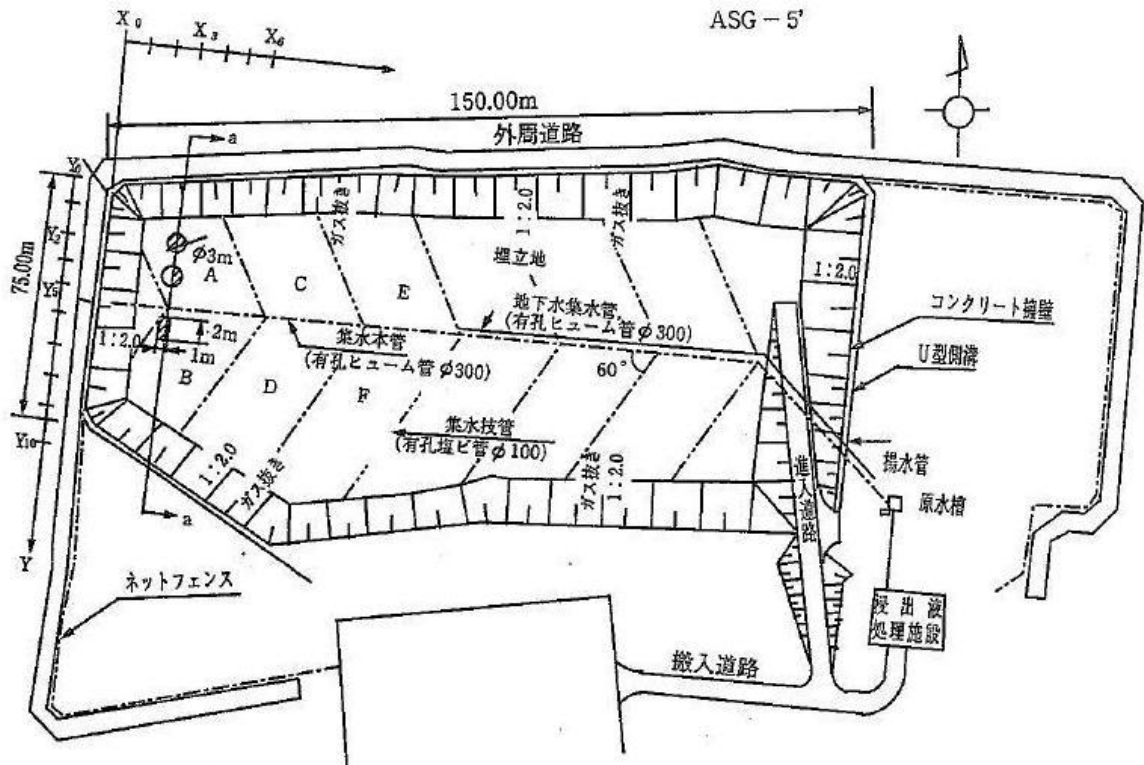 ASG-5'
X₀ X₃ X₆
150.00m
外周道路
a
Y₀
Y₂
Y₅
Y₁₀
Y
75.00m
φ3m
A
C
E
B
D
F
ガス抜き
1:2.0
ガス抜き
埋立地
1:2.0
地下水集水管
(有孔ヒューム管φ300)
コンクリート擁壁
U型側溝
1:2.0
2m
1m
集水本管
(有孔ヒューム管φ300)
60°
集水技管
(有孔塩ビ管φ100)
1:2.0
ガス抜き
ガス抜き
1:2.0
進入道路
揚水管
原水槽
a
ネットフェンス
浸出液
処理施設
搬入道路